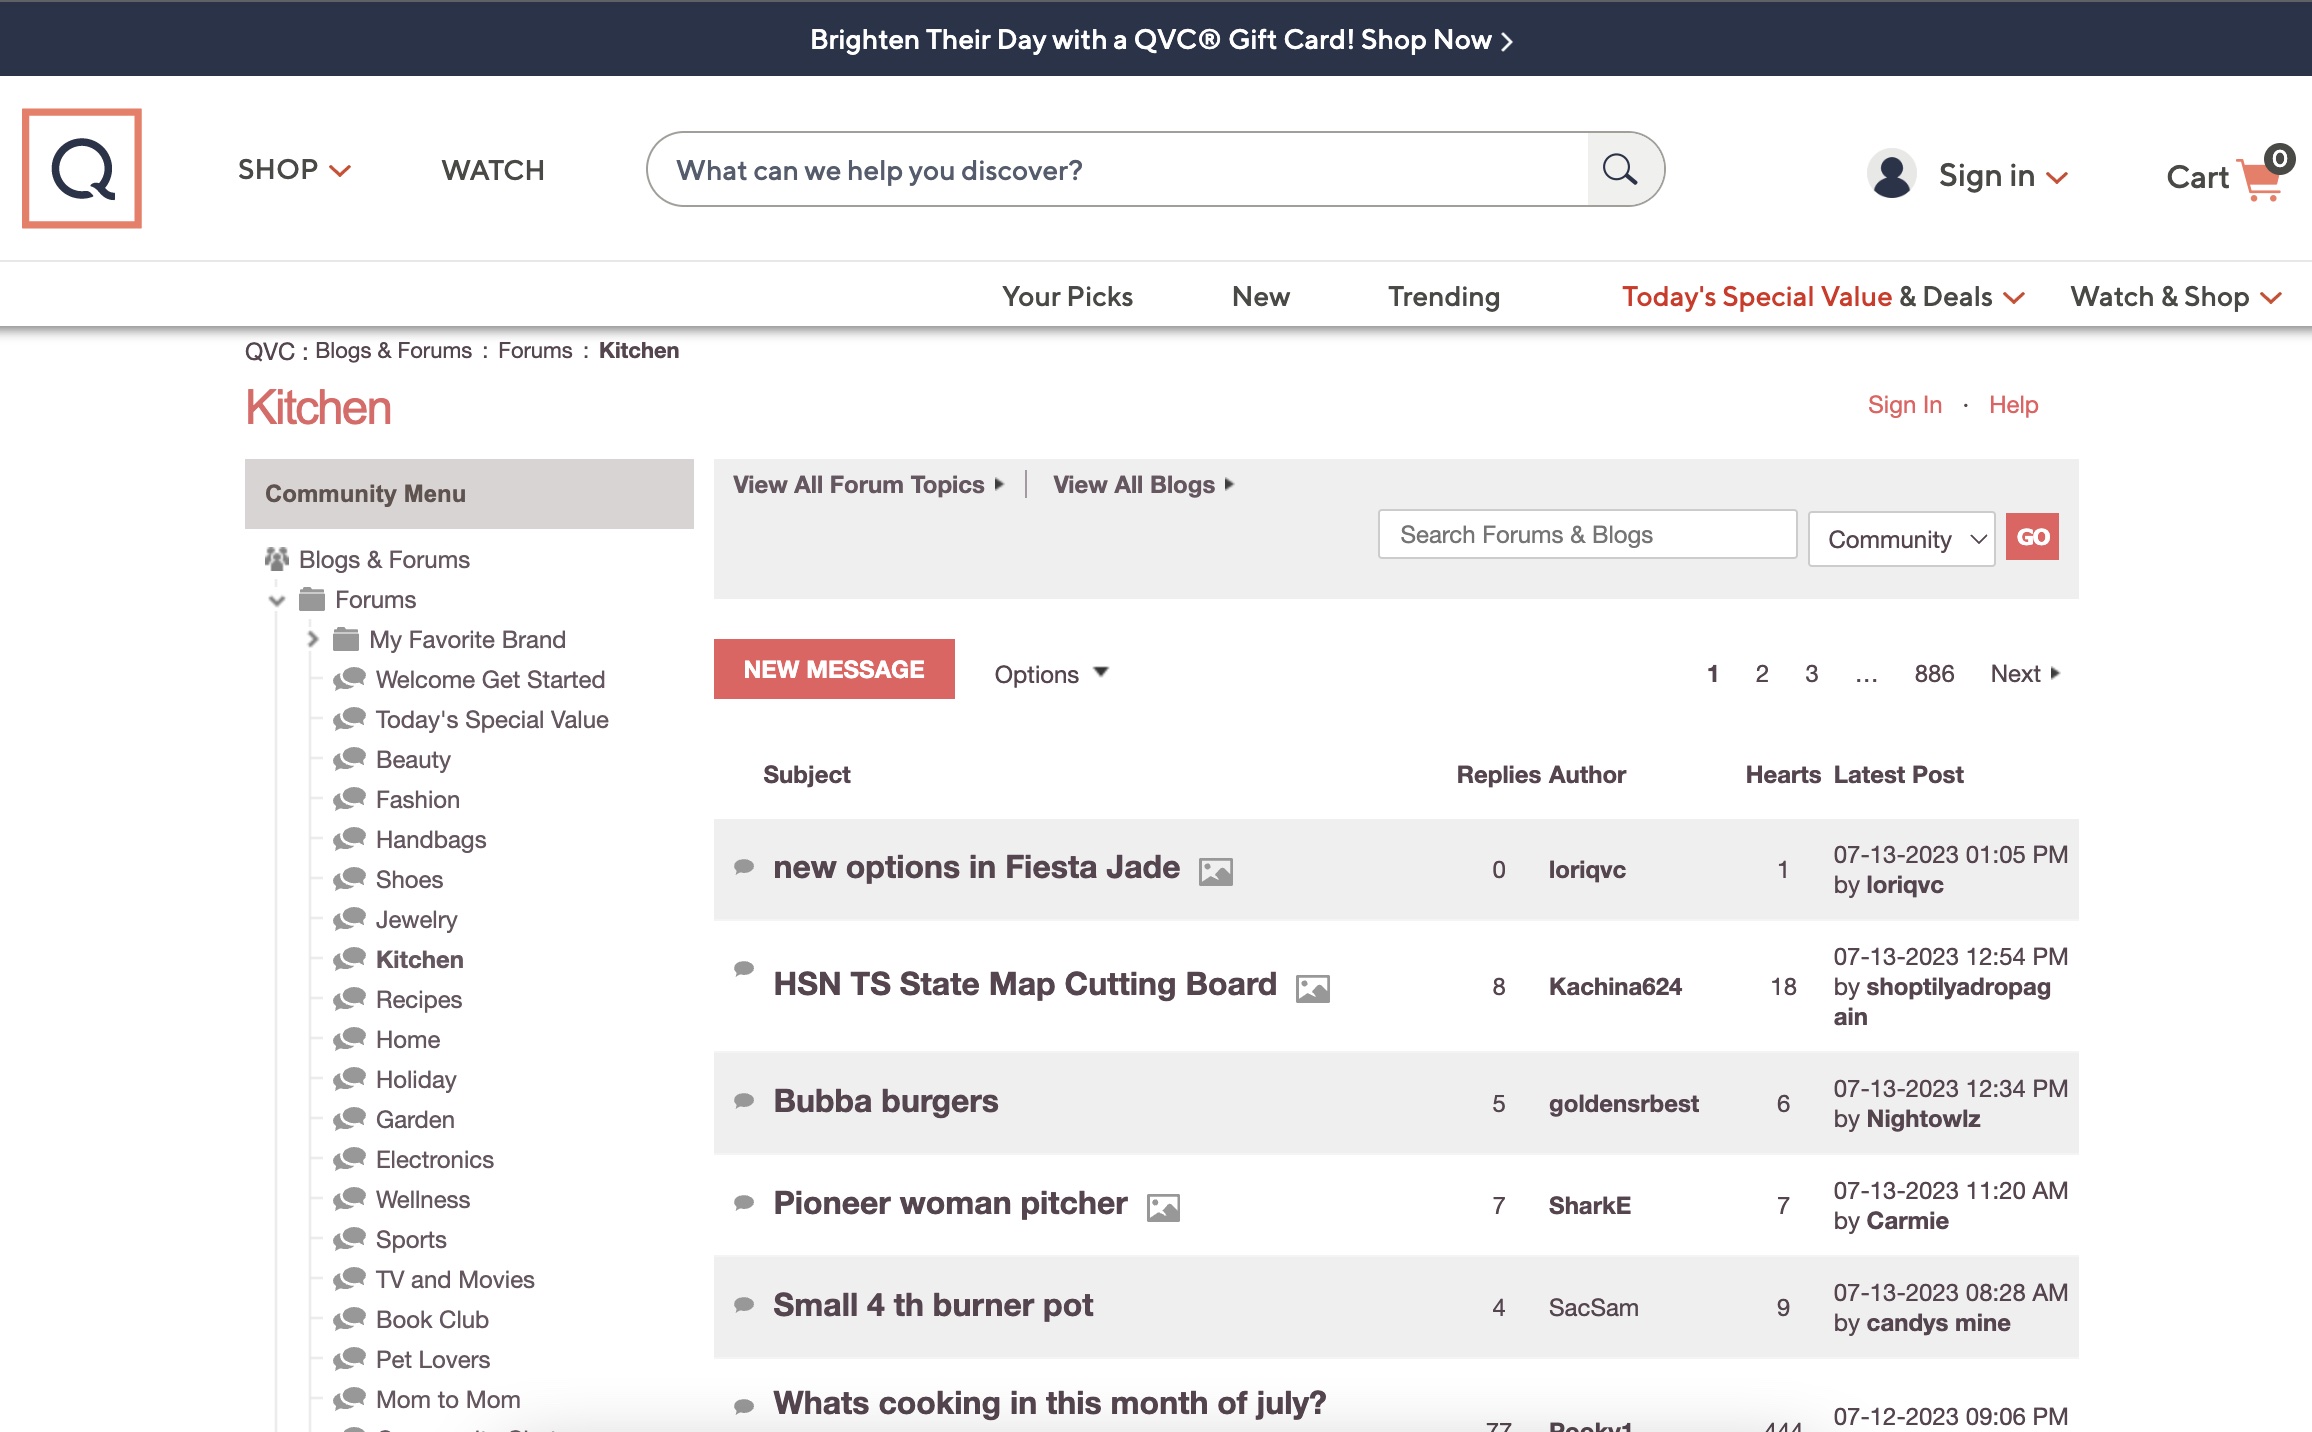 Brighten Their Day with a QVC® Gift Card! Shop Now
Q
SHOP
WATCH
What can we help you discover?
Sign in
Cart
0
Your Picks
New
Trending
Today's Special Value & Deals
Watch & Shop
QVC : Blogs & Forums : Forums : Kitchen
Kitchen
Sign In · Help
Community Menu
Blogs & Forums
Forums
My Favorite Brand
Welcome Get Started
Today's Special Value
Beauty
Fashion
Handbags
Shoes
Jewelry
Kitchen
Recipes
Home
Holiday
Garden
Electronics
Wellness
Sports
TV and Movies
Book Club
Pet Lovers
Mom to Mom
View All Forum Topics
View All Blogs
Search Forums & Blogs
Community
GO
NEW MESSAGE
Options
1 2 3 ... 886 Next
Subject Replies Author Hearts Latest Post
new options in Fiesta Jade 0 loriqvc 1 07-13-2023 01:05 PM
by loriqvc
HSN TS State Map Cutting Board 8 Kachina624 18 07-13-2023 12:54 PM
by shoptilyadropag
ain
Bubba burgers 5 goldensrbest 6 07-13-2023 12:34 PM
by Nightowlz
Pioneer woman pitcher 7 SharkE 7 07-13-2023 11:20 AM
by Carmie
Small 4 th burner pot 4 SacSam 9 07-13-2023 08:28 AM
by candys mine
Whats cooking in this month of july? 07-12-2023 09:06 PM